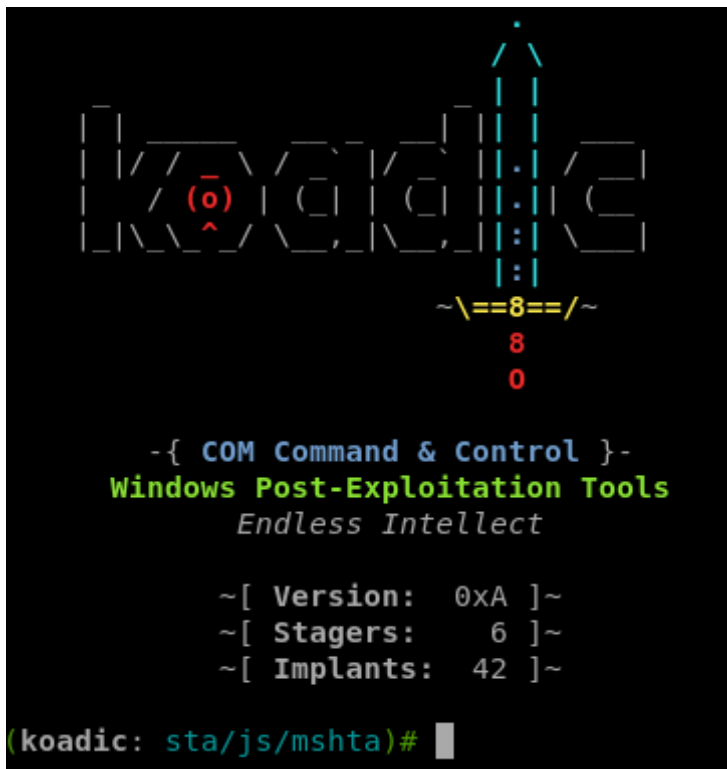 koadic
-{ COM Command & Control }-
Windows Post-Exploitation Tools
Endless Intellect
~[ Version: 0xA ]~
~[ Stagers: 6 ]~
~[ Implants: 42 ]~
(koadic: sta/js/mshta)#